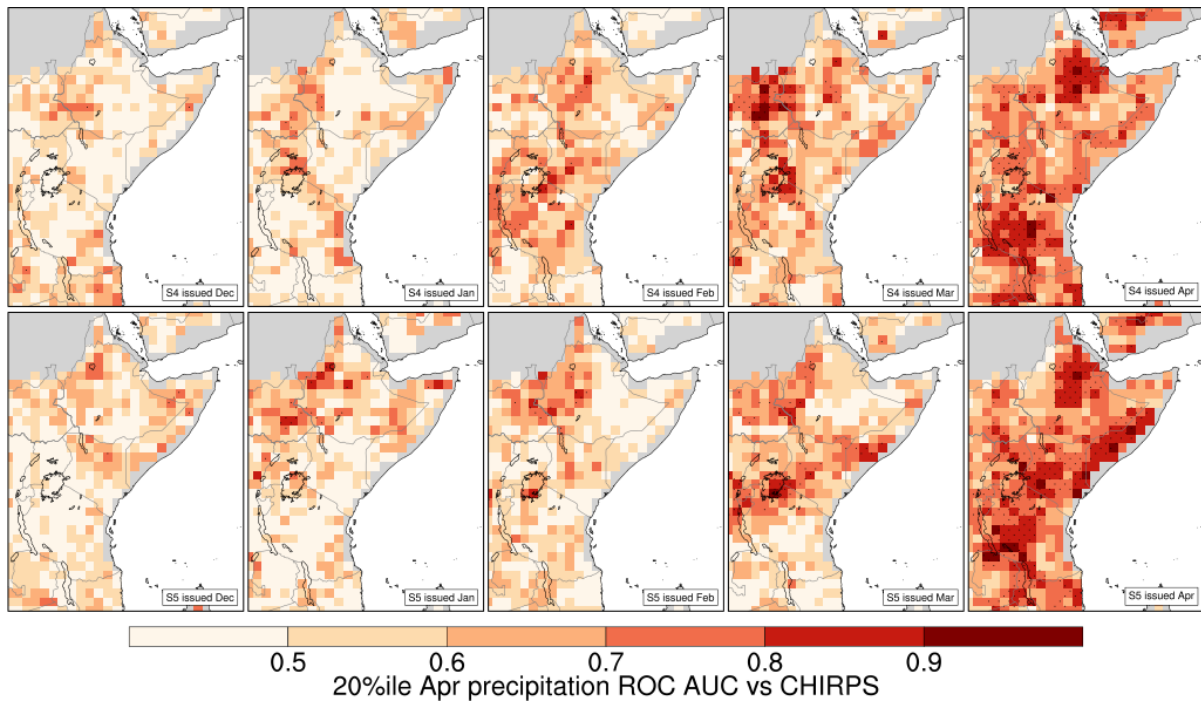 S4 issued Dec
S4 issued Jan
S4 issued Feb
S4 issued Mar
S4 issued Apr
S5 issued Dec
S5 issued Jan
S5 issued Feb
S5 issued Mar
S5 issued Apr
0.5 0.6 0.7 0.8 0.9
20%ile Apr precipitation ROC AUC vs CHIRPS